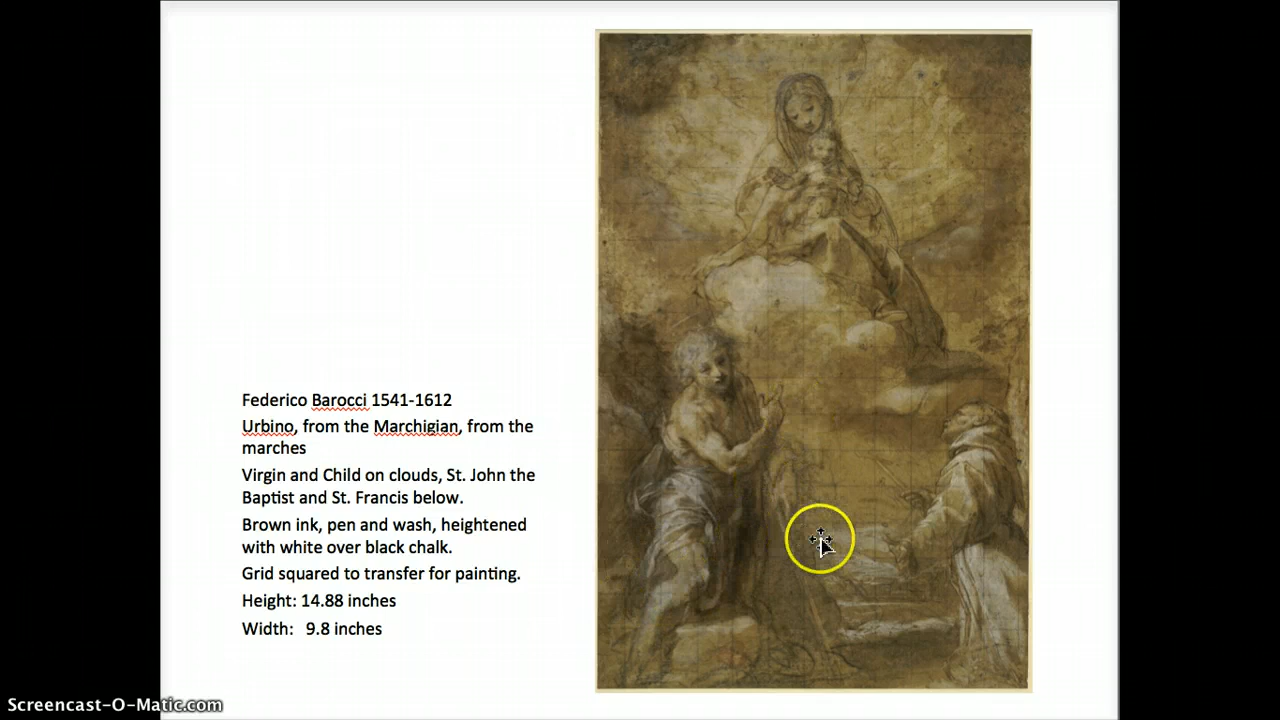 Federico Barocci 1541-1612
Urbino, from the Marchigian, from the
marches
Virgin and Child on clouds, St. John the
Baptist and St. Francis below.
Brown ink, pen and wash, heightened
with white over black chalk.
Grid squared to transfer for painting.
Height: 14.88 inches
Width: 9.8 inches
Screencast-O-Matic.com